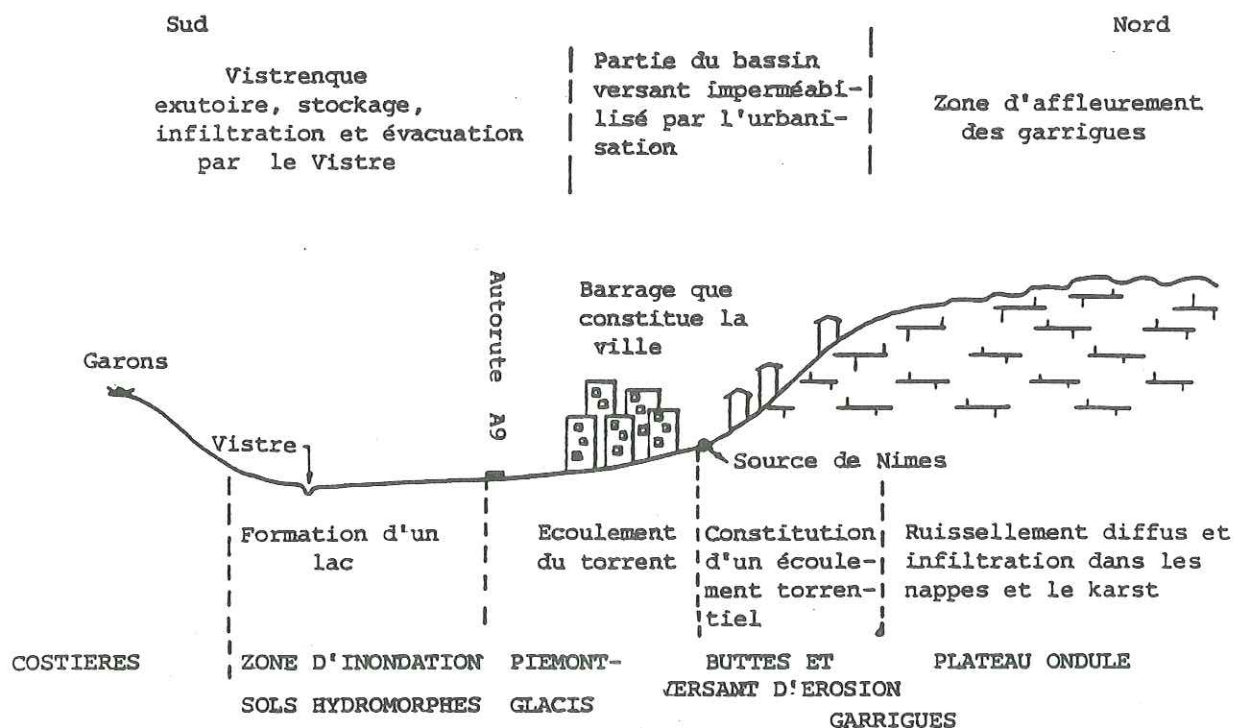 Sud
Nord
Vistrenque
exutoire, stockage,
infiltration et évacuation
par le Vistre
Partie du bassin
versant imperméabi-
lisé par l'urbani-
sation
Zone d'affleurement
des garrigues
Autorute A9
Barrage que
constitue la
ville
Garons
Vistre
Source de Nimes
Formation d'un
lac
Ecoulement
du torrent
Constitution
d'un écoule-
ment torren-
tiel
Ruissellement diffus et
infiltration dans les
nappes et le karst
COSTIERES
ZONE D'INONDATION
SOLS HYDROMORPHES
PIEMONT-
GLACIS
BUTTES ET
VERSANT D'EROSION
GARRIGUES
PLATEAU ONDULE